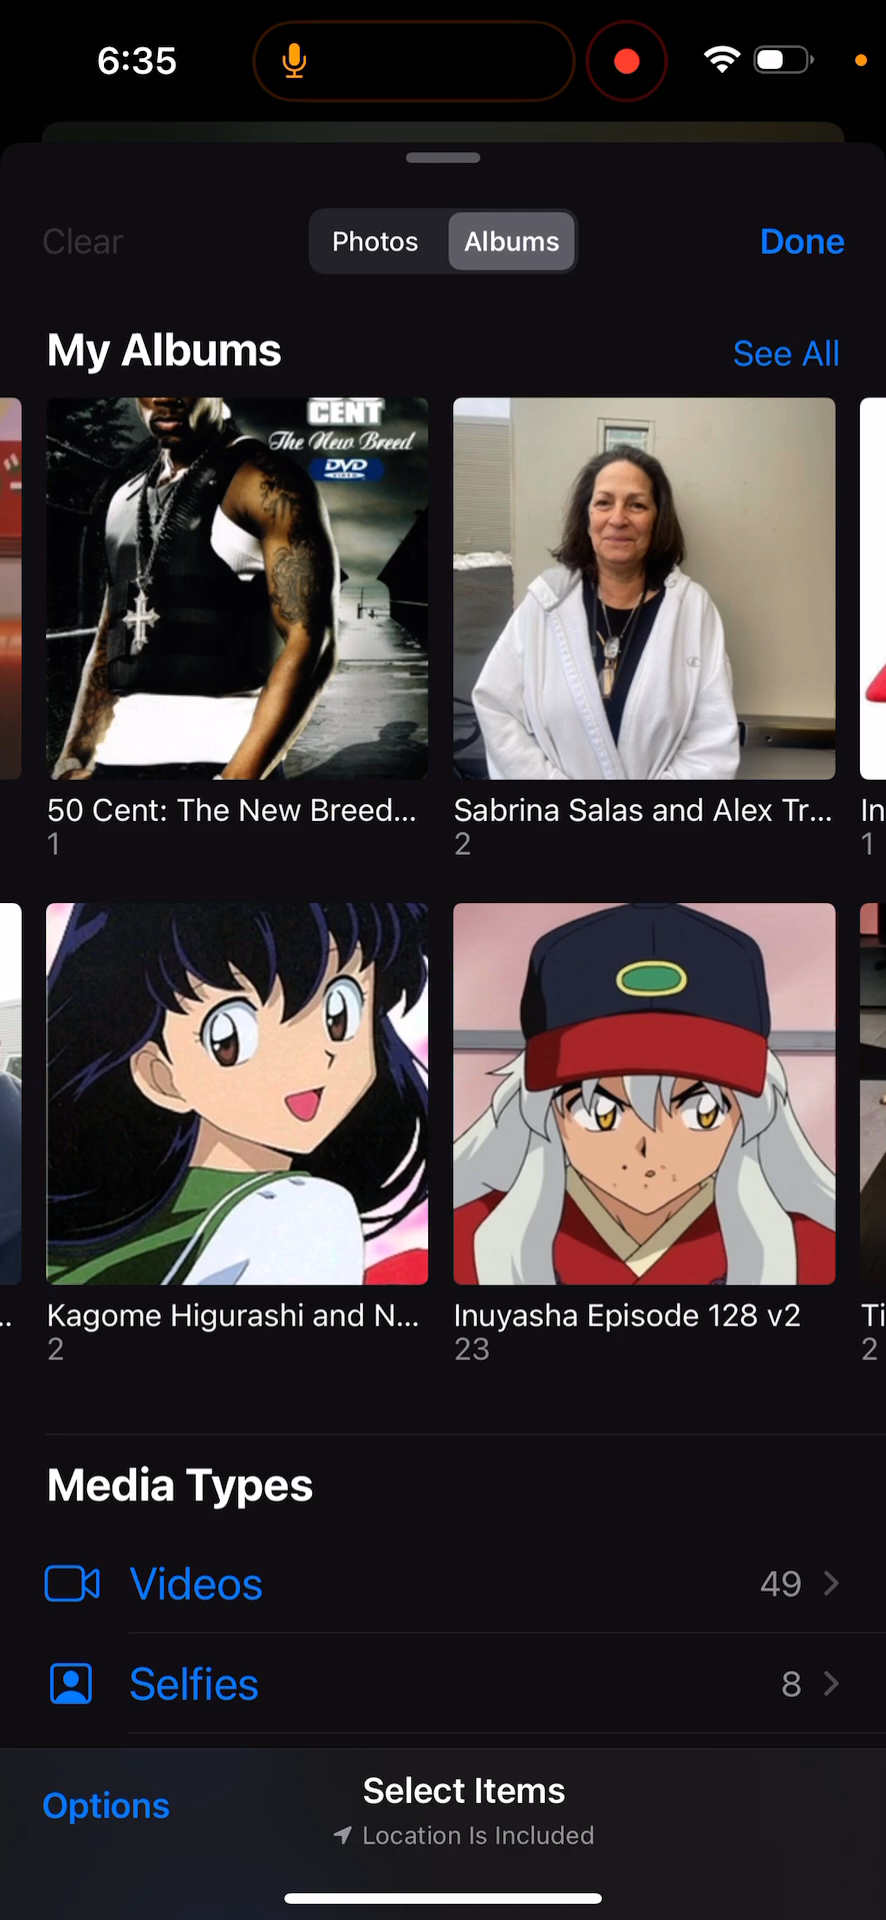 6:35
Clear
Photos
Albums
Done
My Albums
See All
CENT
The New Breed
DVD
VIDEO
50 Cent: The New Breed...
1
Sabrina Salas and Alex Tr...
2
In
1
Kagome Higurashi and N...
2
Inuyasha Episode 128 v2
23
Ti
2
Media Types
Videos
49
Selfies
8
Options
Select Items
Location Is Included